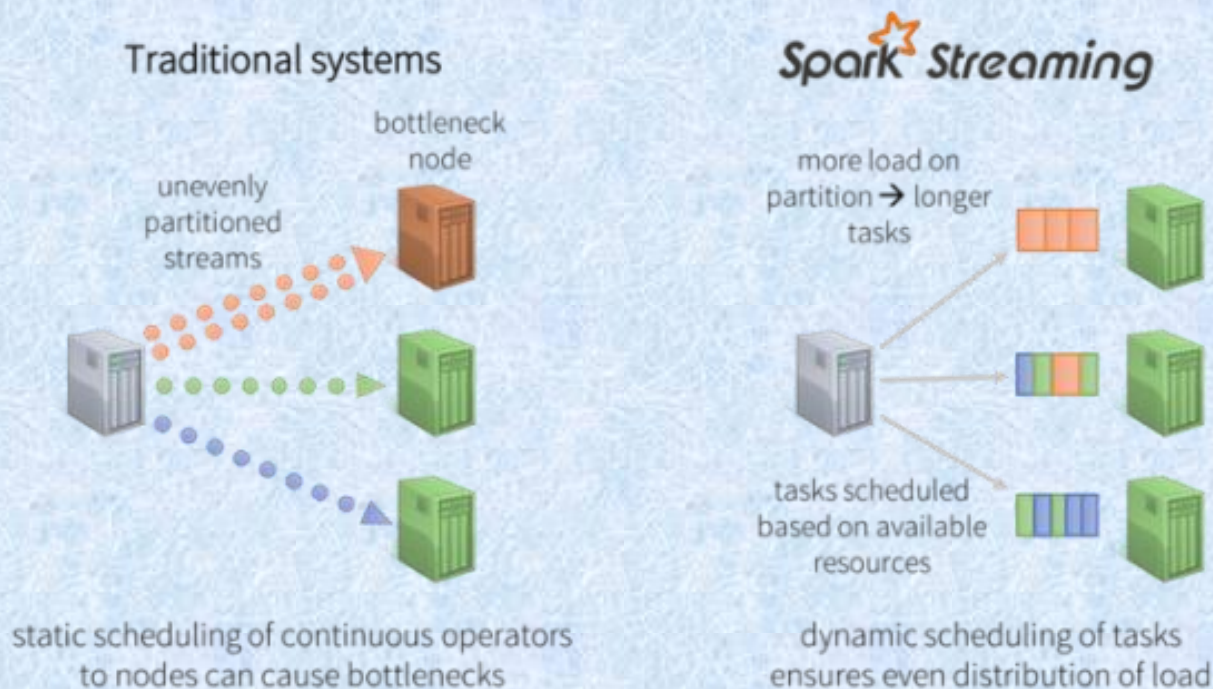 Traditional systems
bottleneck
node
unevenly
partitioned
streams
static scheduling of continuous operators
to nodes can cause bottlenecks
Spark Streaming
more load on
partition → longer
tasks
tasks scheduled
based on available
resources
dynamic scheduling of tasks
ensures even distribution of load